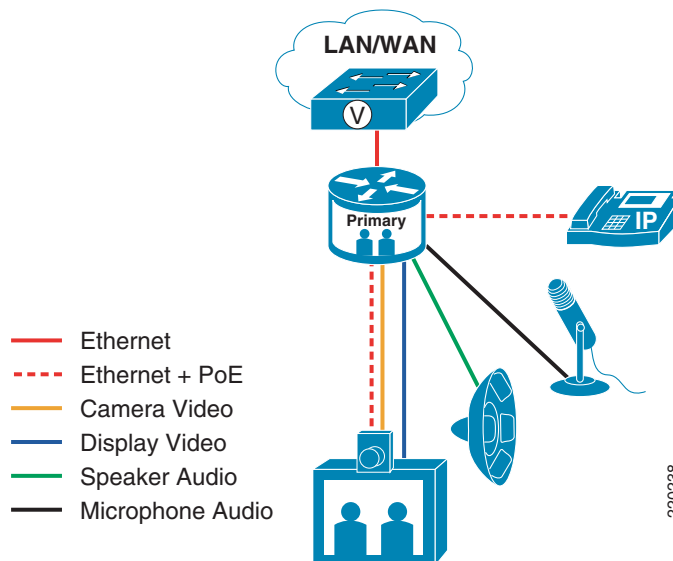 LAN/WAN
V
Primary
IP
Ethernet
Ethernet + PoE
Camera Video
Display Video
Speaker Audio
Microphone Audio